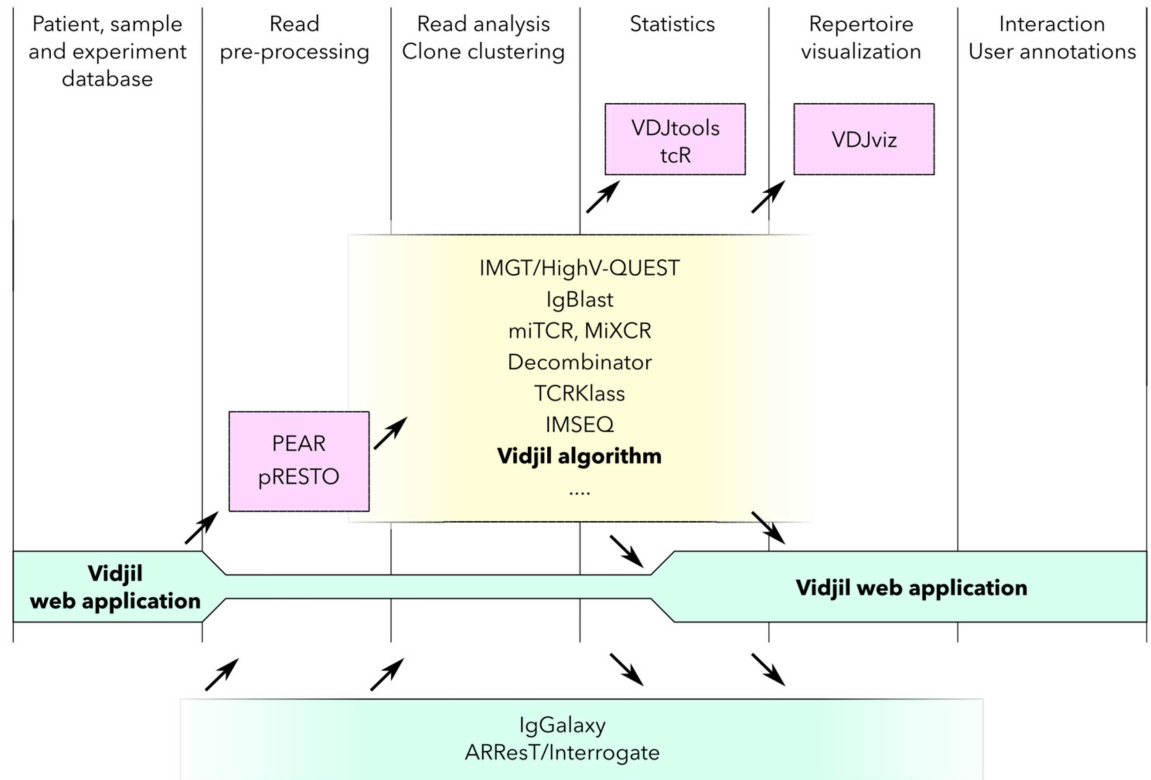 Patient, sample
and experiment
database
Read
pre-processing
Read analysis
Clone clustering
Statistics
Repertoire
visualization
Interaction
User annotations
VDJtools
tcR
VDJviz
IMGT/HighV-QUEST
IgBlast
miTCR, MiXCR
Decombinator
TCRKlass
IMSEQ
Vidjil algorithm
....
PEAR
pRESTO
Vidjil
web application
Vidjil web application
IgGalaxy
ARResT/Interrogate